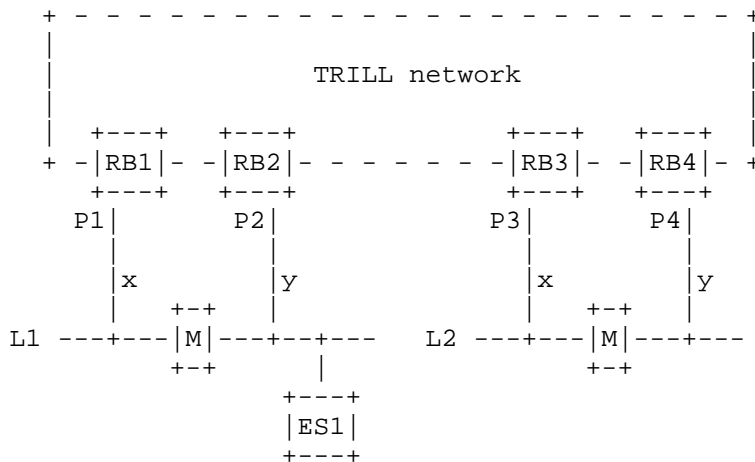 + - - - - - - - - - - - - - - - - - - - - - - +
|                                             |
|                TRILL network                |
|                                             |
|  +---+   +---+             +---+   +---+    |
+ -|RB1|- -|RB2|- - - - - - -|RB3|- -|RB4|- +
   +---+   +---+             +---+   +---+
  P1|     P2|               P3|     P4|
    |       |                 |       |
    |x      |y                |x      |y
    |  +-+  |                 |  +-+  |
L1 ---+---|M|---+--+---   L2 ---+---|M|---+---
       +-+     |                 +-+
             +---+
             |ES1|
             +---+